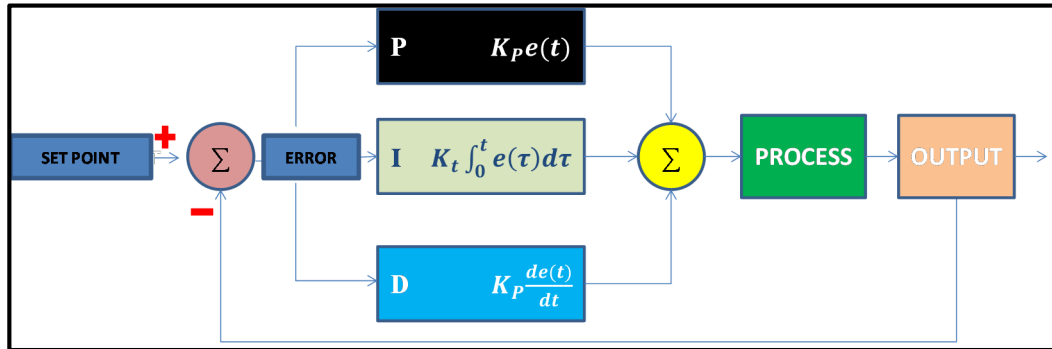 P K_P e(t)
+
SET POINT
Σ
ERROR
I K_t ∫_0^t e(τ)dτ
Σ
PROCESS
OUTPUT
−
D K_P de(t)/dt